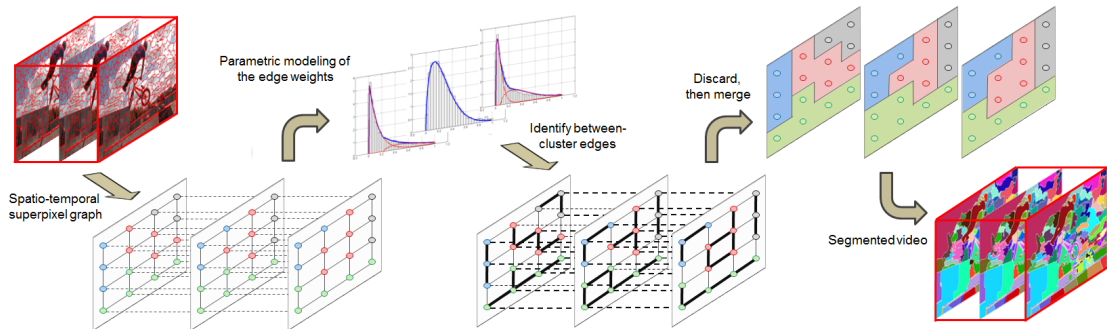 Parametric modeling of
the edge weights
Discard,
then merge
Identify between-
cluster edges
Spatio-temporal
superpixel graph
Segmented video